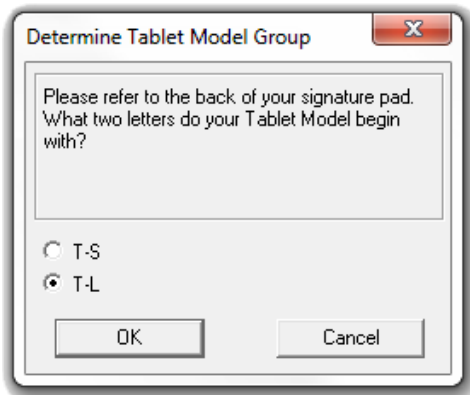 Determine Tablet Model Group
Please refer to the back of your signature pad.
What two letters do your Tablet Model begin
with?
T-S
T-L
OK
Cancel